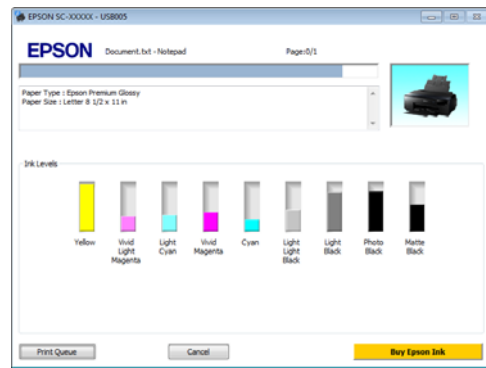 EPSON SC-XXXXX - USB005
EPSON
Document.txt - Notepad
Page:0/1
Paper Type : Epson Premium Glossy
Paper Size : Letter 8 1/2 x 11 in
Ink Levels
Yellow
Vivid
Light
Magenta
Light
Cyan
Vivid
Magenta
Cyan
Light
Light
Black
Light
Black
Photo
Black
Matte
Black
Print Queue
Cancel
Buy Epson Ink